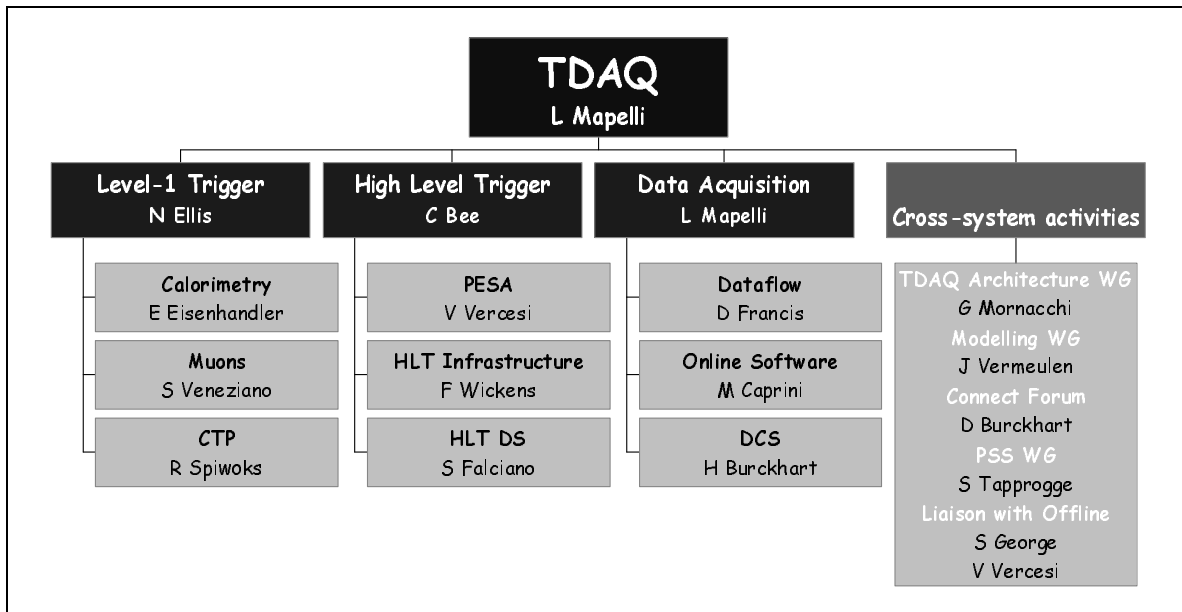 TDAQ
L Mapelli
Level-1 Trigger
N Ellis
Calorimetry
E Eisenhandler
Muons
S Veneziano
CTP
R Spiwoks
High Level Trigger
C Bee
PESA
V Vercesi
HLT Infrastructure
F Wickens
HLT DS
S Falciano
Data Acquisition
L Mapelli
Dataflow
D Francis
Online Software
M Caprini
DCS
H Burckhart
Cross-system activities
TDAQ Architecture WG
G Mornacchi
Modelling WG
J Vermeulen
Connect Forum
D Burckhart
PSS WG
S Tapprogge
Liaison with Offline
S George
V Vercesi